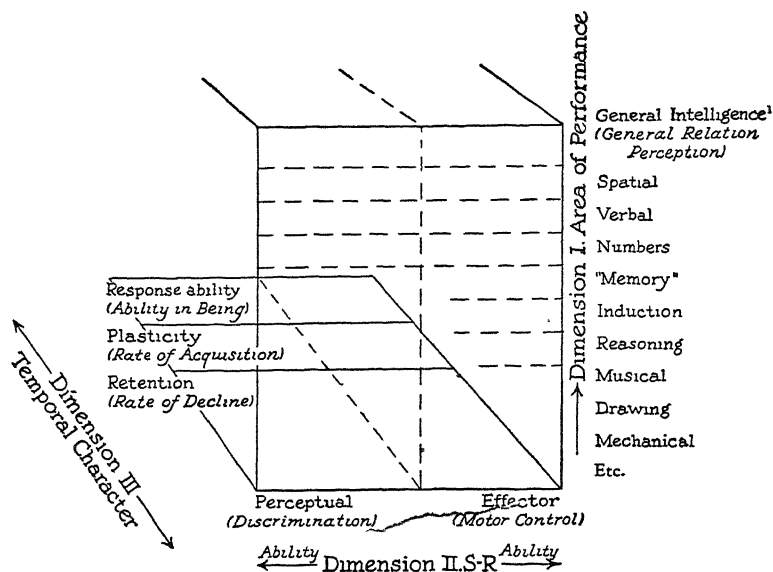 General Intelligence¹
(General Relation
Perception)
Spatial
Verbal
Numbers
"Memory"
Induction
Reasoning
Musical
Drawing
Mechanical
Etc.
Dimension I. Area of Performance
Response ability
(Ability in Being)
Plasticity
(Rate of Acquisition)
Retention
(Rate of Decline)
Dimension III
Temporal Character
Perceptual
(Discrimination)
Effector
(Motor Control)
Ability Dimension II.S-R Ability